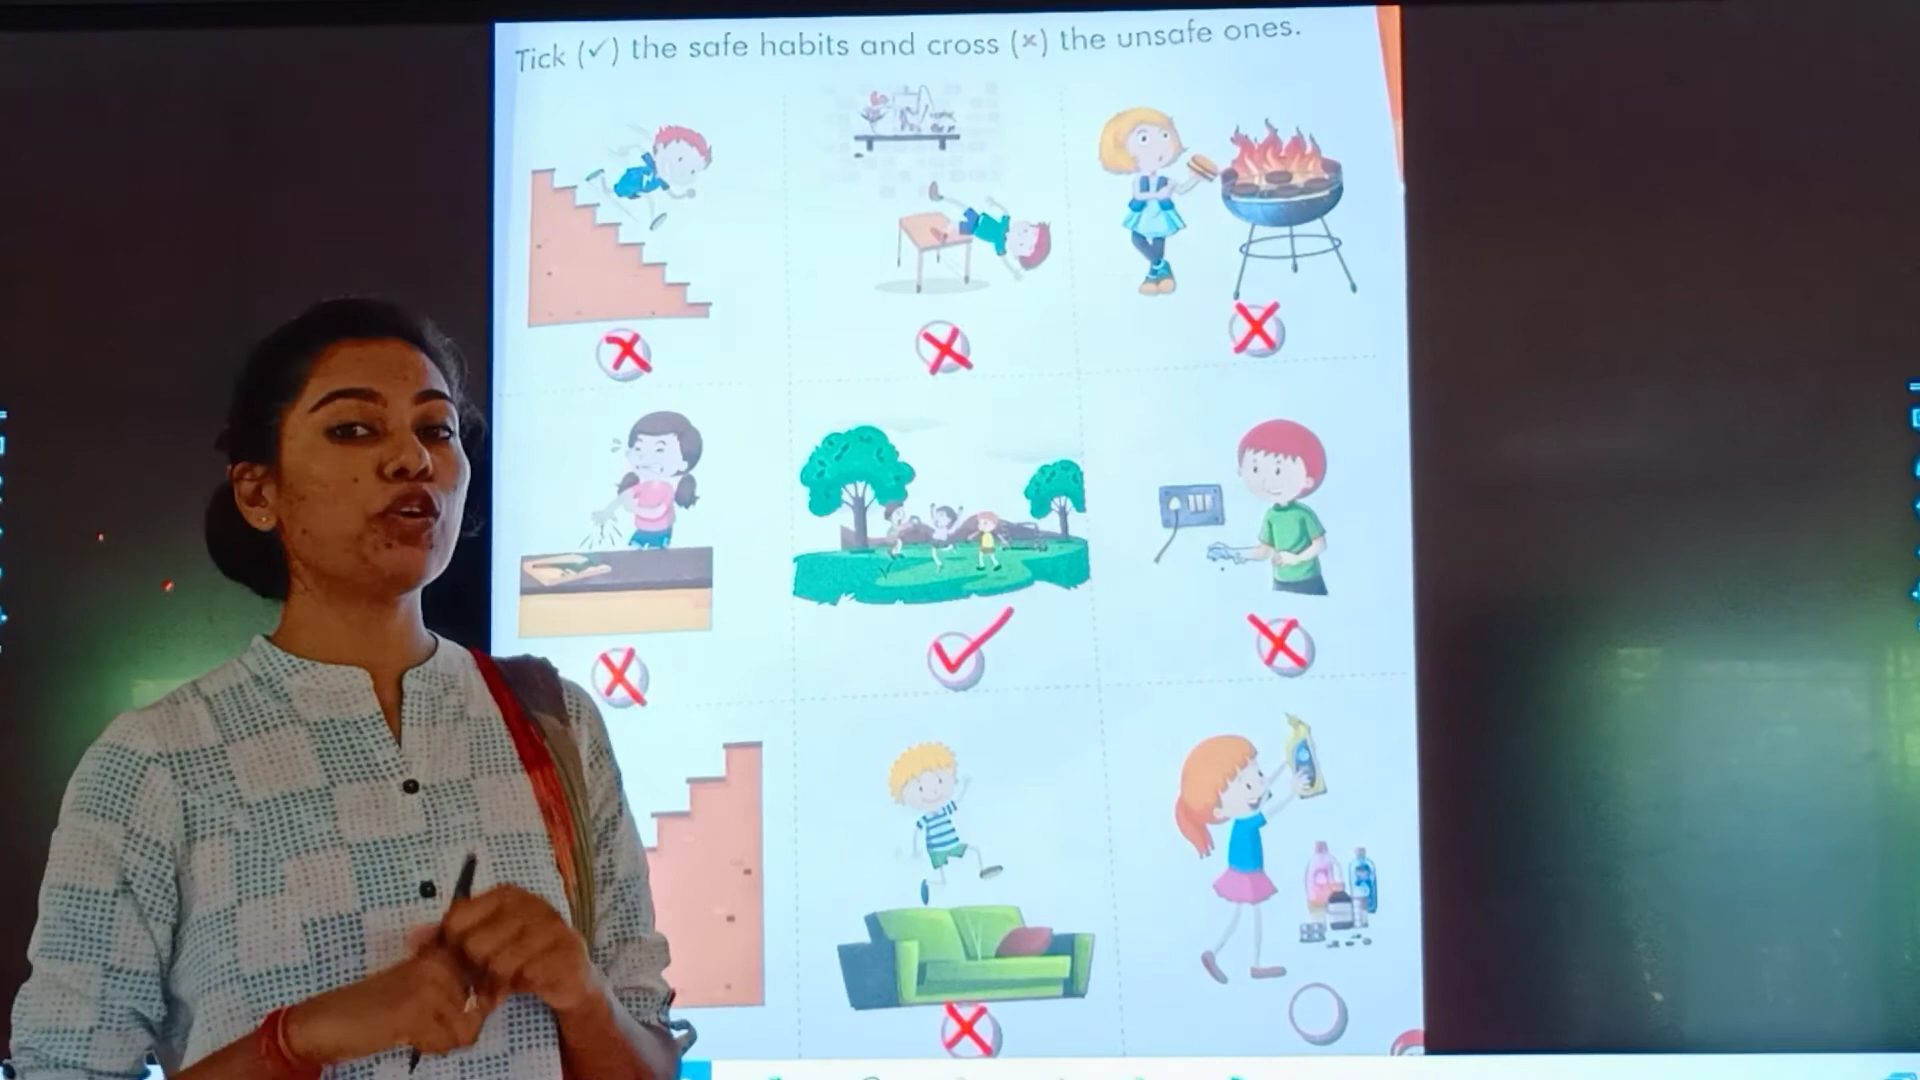 Tick (✓) the safe habits and cross (×) the unsafe ones.